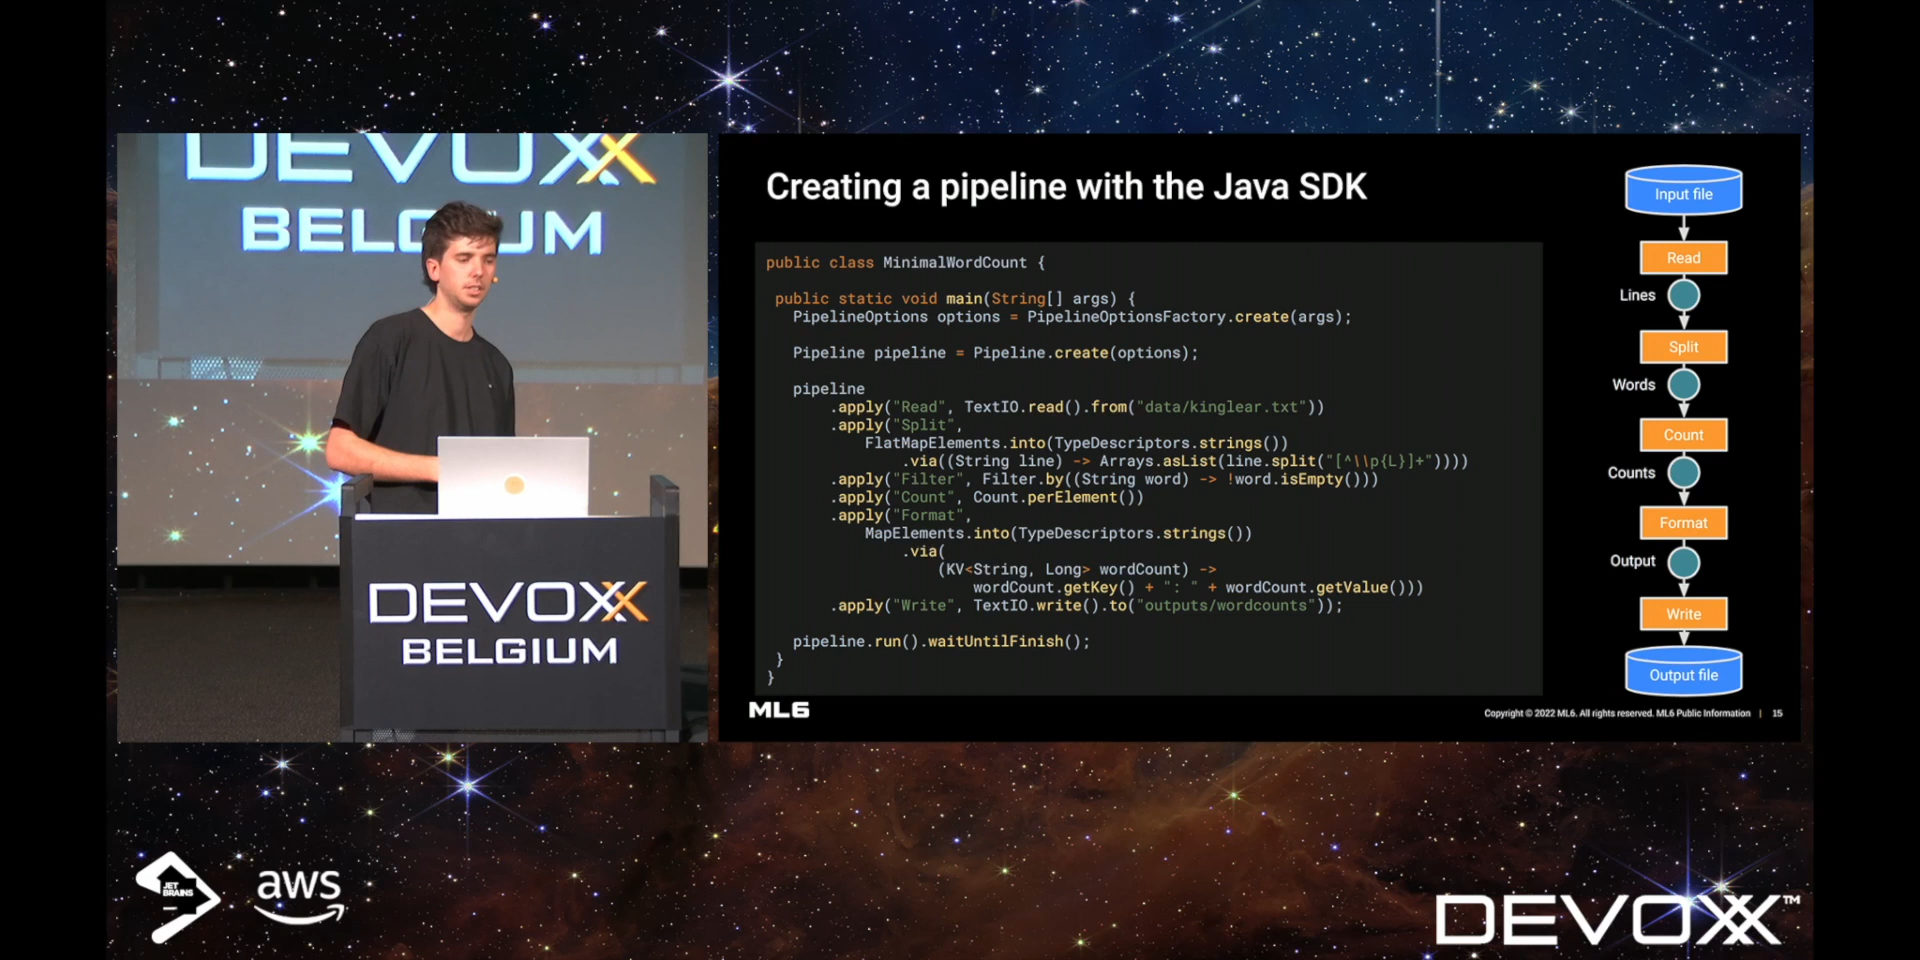 DEVOXX
BELGIUM
DEVOXX
BELGIUM
Creating a pipeline with the Java SDK
public class MinimalWordCount {
public static void main(String[] args) {
PipelineOptions options = PipelineOptionsFactory.create(args);
Pipeline pipeline = Pipeline.create(options);
pipeline
.apply("Read", TextIO.read().from("data/kinglear.txt"))
.apply("Split",
FlatMapElements.into(TypeDescriptors.strings())
.via((String line) -> Arrays.asList(line.split("[^\\p{L}]+"))))
.apply("Filter", Filter.by((String word) -> !word.isEmpty()))
.apply("Count", Count.perElement())
.apply("Format",
MapElements.into(TypeDescriptors.strings())
.via(
(KV<String, Long> wordCount) ->
wordCount.getKey() + ": " + wordCount.getValue()))
.apply("Write", TextIO.write().to("outputs/wordcounts"));
pipeline.run().waitUntilFinish();
}
}
Input file
Read
Lines
Split
Words
Count
Counts
Format
Output
Write
Output file
ML6
Copyright © 2022 ML6. All rights reserved. ML6 Public Information | 15
JET
BRAINS
aws
DEVOXX™